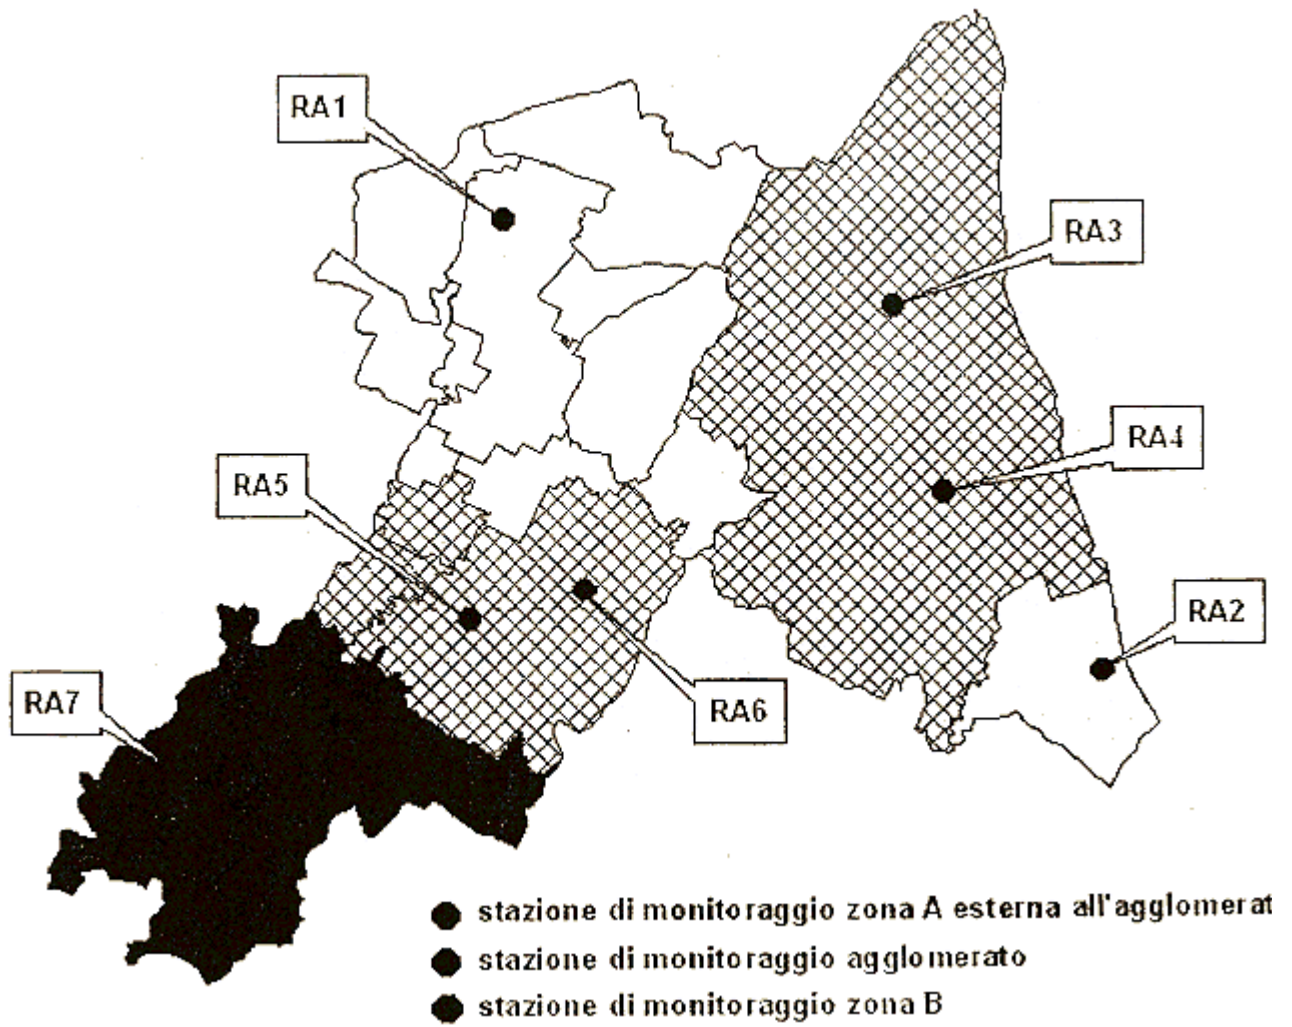 RA1
RA3
RA4
RA5
RA2
RA6
RA7
stazione di monitoraggio zona A esterna all'agglomerat
stazione di monitoraggio agglomerato
stazione di monitoraggio zona B